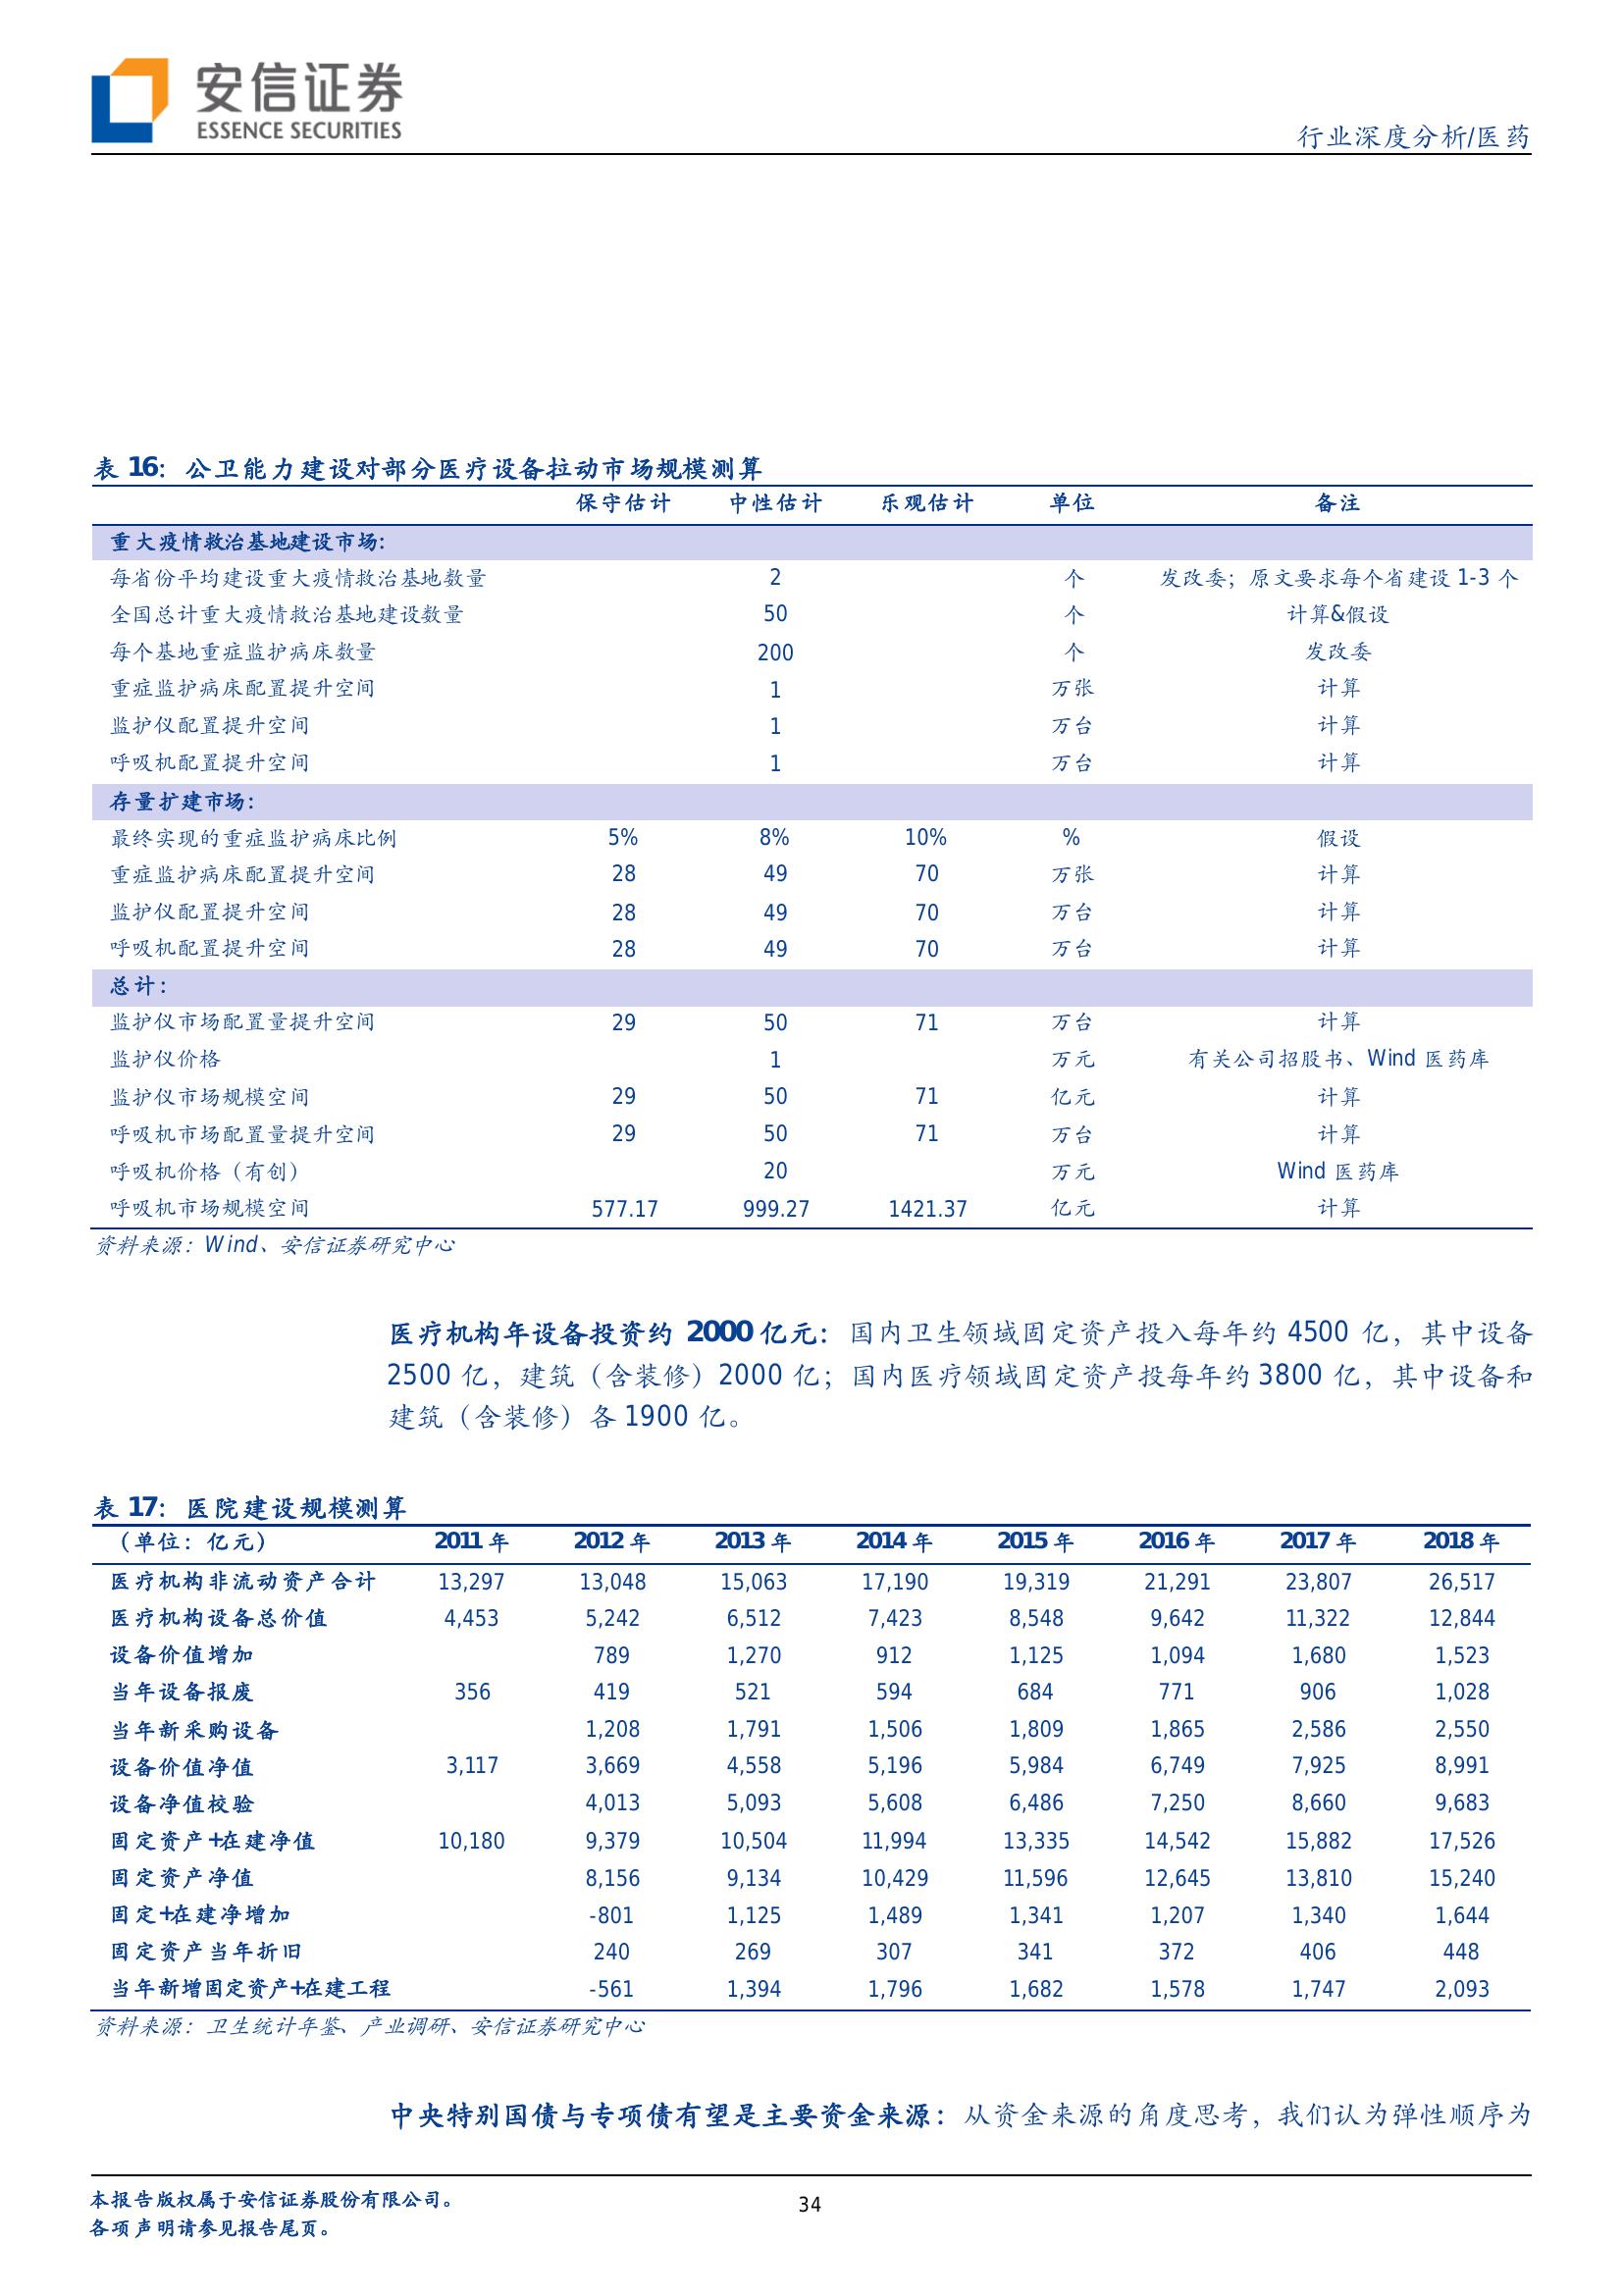 安信证券
ESSENCE SECURITIES
行业深度分析/医药
表 16：公卫能力建设对部分医疗设备拉动市场规模测算
保守估计 中性估计 乐观估计 单位 备注
重大疫情救治基地建设市场：
每省份平均建设重大疫情救治基地数量 2 个 发改委；原文要求每个省建设 1-3 个
全国总计重大疫情救治基地建设数量 50 个 计算&假设
每个基地重症监护病床数量 200 个 发改委
重症监护病床配置提升空间 1 万张 计算
监护仪配置提升空间 1 万台 计算
呼吸机配置提升空间 1 万台 计算
存量扩建市场：
最终实现的重症监护病床比例 5% 8% 10% % 假设
重症监护病床配置提升空间 28 49 70 万张 计算
监护仪配置提升空间 28 49 70 万台 计算
呼吸机配置提升空间 28 49 70 万台 计算
总计：
监护仪市场配置量提升空间 29 50 71 万台 计算
监护仪价格 1 万元 有关公司招股书、Wind 医药库
监护仪市场规模空间 29 50 71 亿元 计算
呼吸机市场配置量提升空间 29 50 71 万台 计算
呼吸机价格（有创） 20 万元 Wind 医药库
呼吸机市场规模空间 577.17 999.27 1421.37 亿元 计算
资料来源：Wind、安信证券研究中心
医疗机构年设备投资约 2000 亿元：国内卫生领域固定资产投入每年约 4500 亿，其中设备
2500 亿，建筑（含装修）2000 亿；国内医疗领域固定资产投每年约 3800 亿，其中设备和
建筑（含装修）各 1900 亿。
表 17：医院建设规模测算
（单位：亿元） 2011 年 2012 年 2013 年 2014 年 2015 年 2016 年 2017 年 2018 年
医疗机构非流动资产合计 13,297 13,048 15,063 17,190 19,319 21,291 23,807 26,517
医疗机构设备总价值 4,453 5,242 6,512 7,423 8,548 9,642 11,322 12,844
设备价值增加 789 1,270 912 1,125 1,094 1,680 1,523
当年设备报废 356 419 521 594 684 771 906 1,028
当年新采购设备 1,208 1,791 1,506 1,809 1,865 2,586 2,550
设备价值净值 3,117 3,669 4,558 5,196 5,984 6,749 7,925 8,991
设备净值校验 4,013 5,093 5,608 6,486 7,250 8,660 9,683
固定资产+在建净值 10,180 9,379 10,504 11,994 13,335 14,542 15,882 17,526
固定资产净值 8,156 9,134 10,429 11,596 12,645 13,810 15,240
固定+在建净增加 -801 1,125 1,489 1,341 1,207 1,340 1,644
固定资产当年折旧 240 269 307 341 372 406 448
当年新增固定资产+在建工程 -561 1,394 1,796 1,682 1,578 1,747 2,093
资料来源：卫生统计年鉴、产业调研、安信证券研究中心
中央特别国债与专项债有望是主要资金来源：从资金来源的角度思考，我们认为弹性顺序为
本报告版权属于安信证券股份有限公司。
34
各项声明请参见报告尾页。